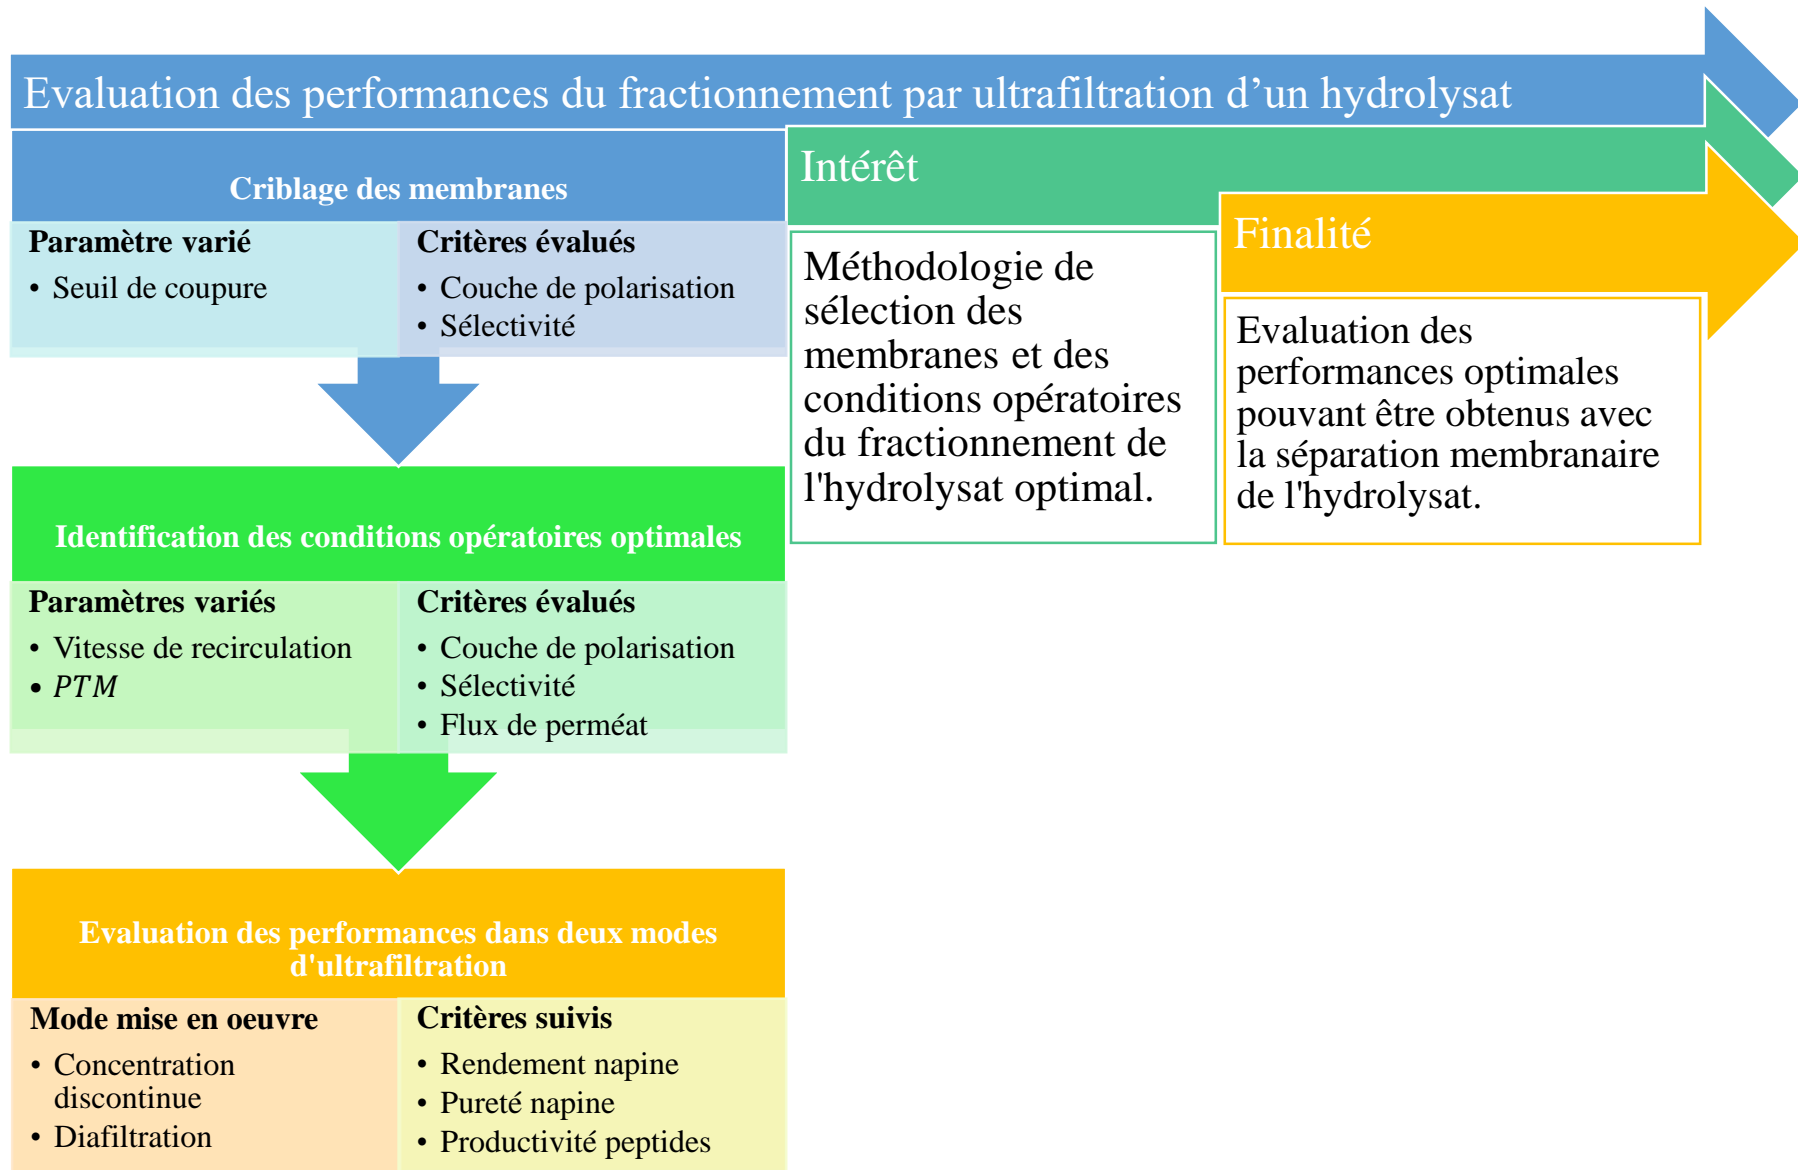 Evaluation des performances du fractionnement par ultrafiltration d’un hydrolysat
Criblage des membranes
Paramètre varié
• Seuil de coupure
Critères évalués
• Couche de polarisation
• Sélectivité
Identification des conditions opératoires optimales
Paramètres variés
• Vitesse de recirculation
• PTM
Critères évalués
• Couche de polarisation
• Sélectivité
• Flux de perméat
Evaluation des performances dans deux modes
d'ultrafiltration
Mode mise en oeuvre
• Concentration
discontinue
• Diafiltration
Critères suivis
• Rendement napine
• Pureté napine
• Productivité peptides
Intérêt
Méthodologie de
sélection des
membranes et des
conditions opératoires
du fractionnement de
l'hydrolysat optimal.
Finalité
Evaluation des
performances optimales
pouvant être obtenus avec
la séparation membranaire
de l'hydrolysat.